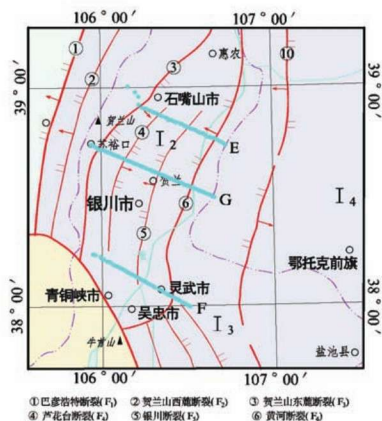 106°00′ 107°00′
① ② ③ ⑩
惠农
39°00′ 39°00′
石嘴山市
贺兰山 ④ I₂
苏裕口 E
贺兰 G
银川市 ⑥ I₄
⑤ 鄂托克前旗
青铜峡市 灵武市
F
38°00′ 吴忠市 I₃ 38°00′
牛首山 盐池县
106°00′ 107°00′
①巴彦浩特断裂(F₁) ②贺兰山西麓断裂(F₂) ③贺兰山东麓断裂(F₃)
④芦花台断裂(F₄) ⑤银川断裂(F₅) ⑥黄河断裂(F₆)